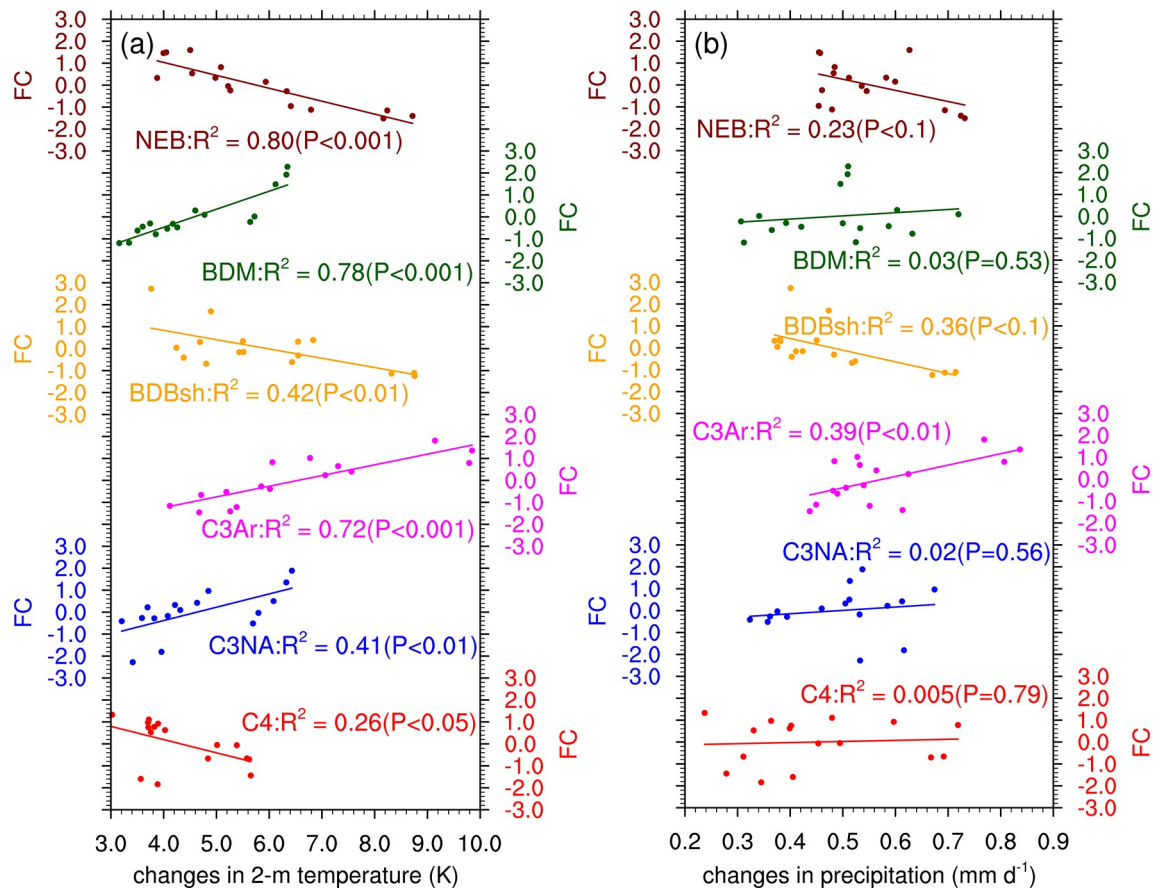 (a)
3.0
2.0
1.0
0.0
-1.0
-2.0
-3.0
FC
NEB:R² = 0.80(P<0.001)
3.0
2.0
1.0
0.0
-1.0
-2.0
-3.0
FC
BDM:R² = 0.78(P<0.001)
3.0
2.0
1.0
0.0
-1.0
-2.0
-3.0
FC
BDBsh:R² = 0.42(P<0.01)
3.0
2.0
1.0
0.0
-1.0
-2.0
-3.0
FC
C3Ar:R² = 0.72(P<0.001)
3.0
2.0
1.0
0.0
-1.0
-2.0
-3.0
FC
C3NA:R² = 0.41(P<0.01)
3.0
2.0
1.0
0.0
-1.0
-2.0
-3.0
FC
C4:R² = 0.26(P<0.05)
3.0 4.0 5.0 6.0 7.0 8.0 9.0 10.0
changes in 2-m temperature (K)
(b)
3.0
2.0
1.0
0.0
-1.0
-2.0
-3.0
FC
NEB:R² = 0.23(P<0.1)
3.0
2.0
1.0
0.0
-1.0
-2.0
-3.0
FC
BDM:R² = 0.03(P=0.53)
3.0
2.0
1.0
0.0
-1.0
-2.0
-3.0
FC
BDBsh:R² = 0.36(P<0.1)
3.0
2.0
1.0
0.0
-1.0
-2.0
-3.0
FC
C3Ar:R² = 0.39(P<0.01)
3.0
2.0
1.0
0.0
-1.0
-2.0
-3.0
FC
C3NA:R² = 0.02(P=0.56)
3.0
2.0
1.0
0.0
-1.0
-2.0
-3.0
FC
C4:R² = 0.005(P=0.79)
0.2 0.3 0.4 0.5 0.6 0.7 0.8 0.9
changes in precipitation (mm d⁻¹)